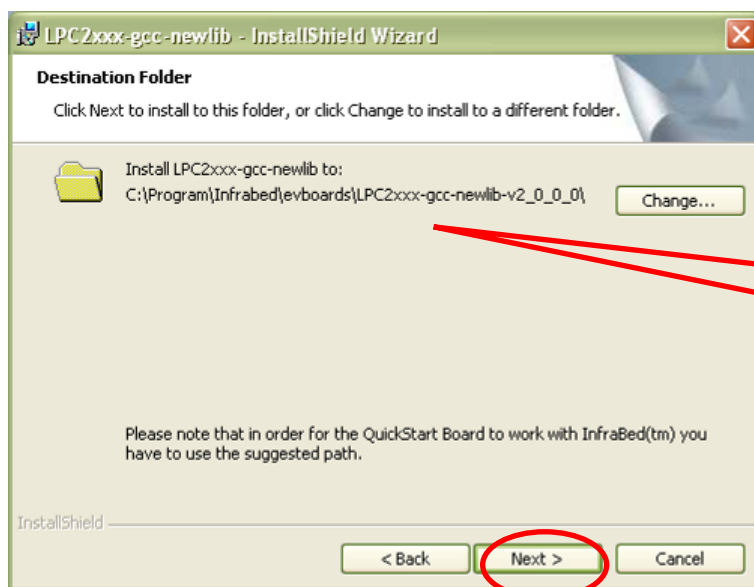 LPC2xxx-gcc-newlib - InstallShield Wizard
Destination Folder
Click Next to install to this folder, or click Change to install to a different folder.
Install LPC2xxx-gcc-newlib to:
C:\Program\Infrabed\evboards\LPC2xxx-gcc-newlib-v2_0_0_0\
Change...
Please note that in order for the QuickStart Board to work with InfraBed(tm) you
have to use the suggested path.
InstallShield
< Back
Next >
Cancel